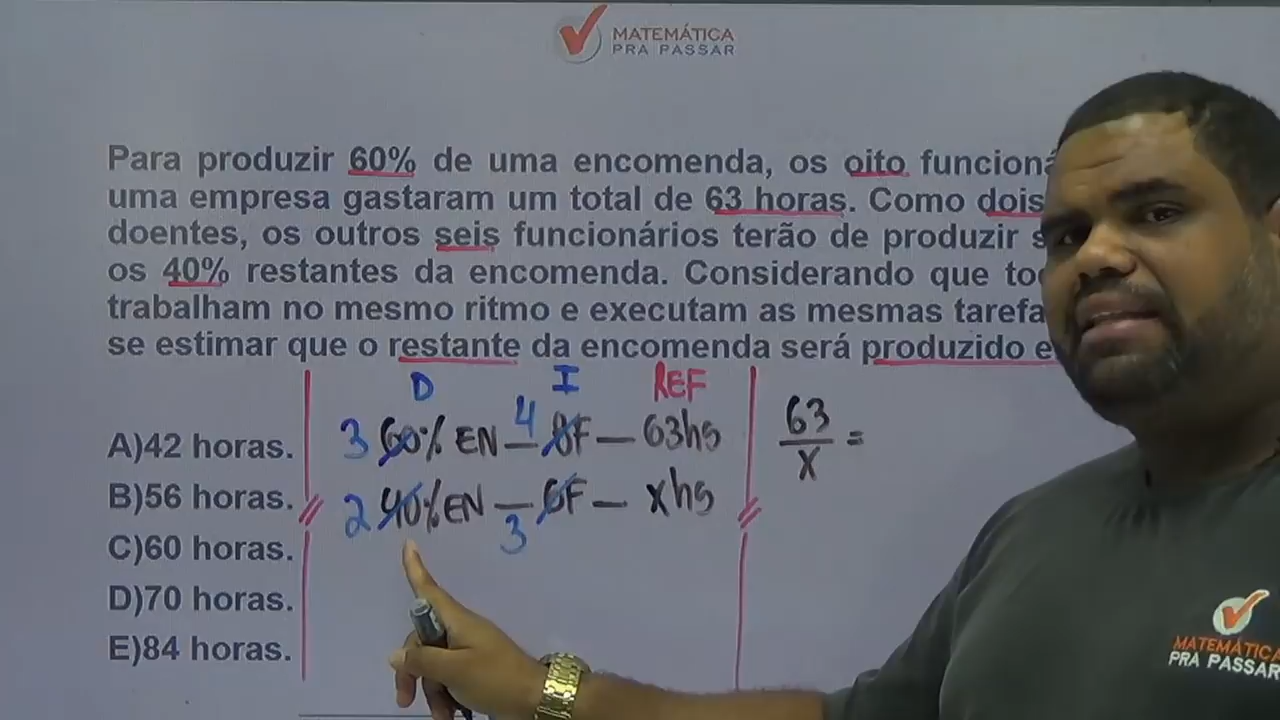 MATEMÁTICA
PRA PASSAR
Para produzir 60% de uma encomenda, os oito
uma empresa gastaram um total de 63 horas. Como dois
doentes, os outros seis funcionários terão de produzir
os 40% restantes da encomenda. Considerando que
trabalham no mesmo ritmo e executam as mesmas
se estimar que o restante da encomenda será produzido
D I REF
3 60% EN — 4 8F — 63hs
2 40% EN — 3 6F — xhs
63
x =
A)42 horas.
B)56 horas.
C)60 horas.
D)70 horas.
E)84 horas.
MATEMÁTICA
PRA PASSAR